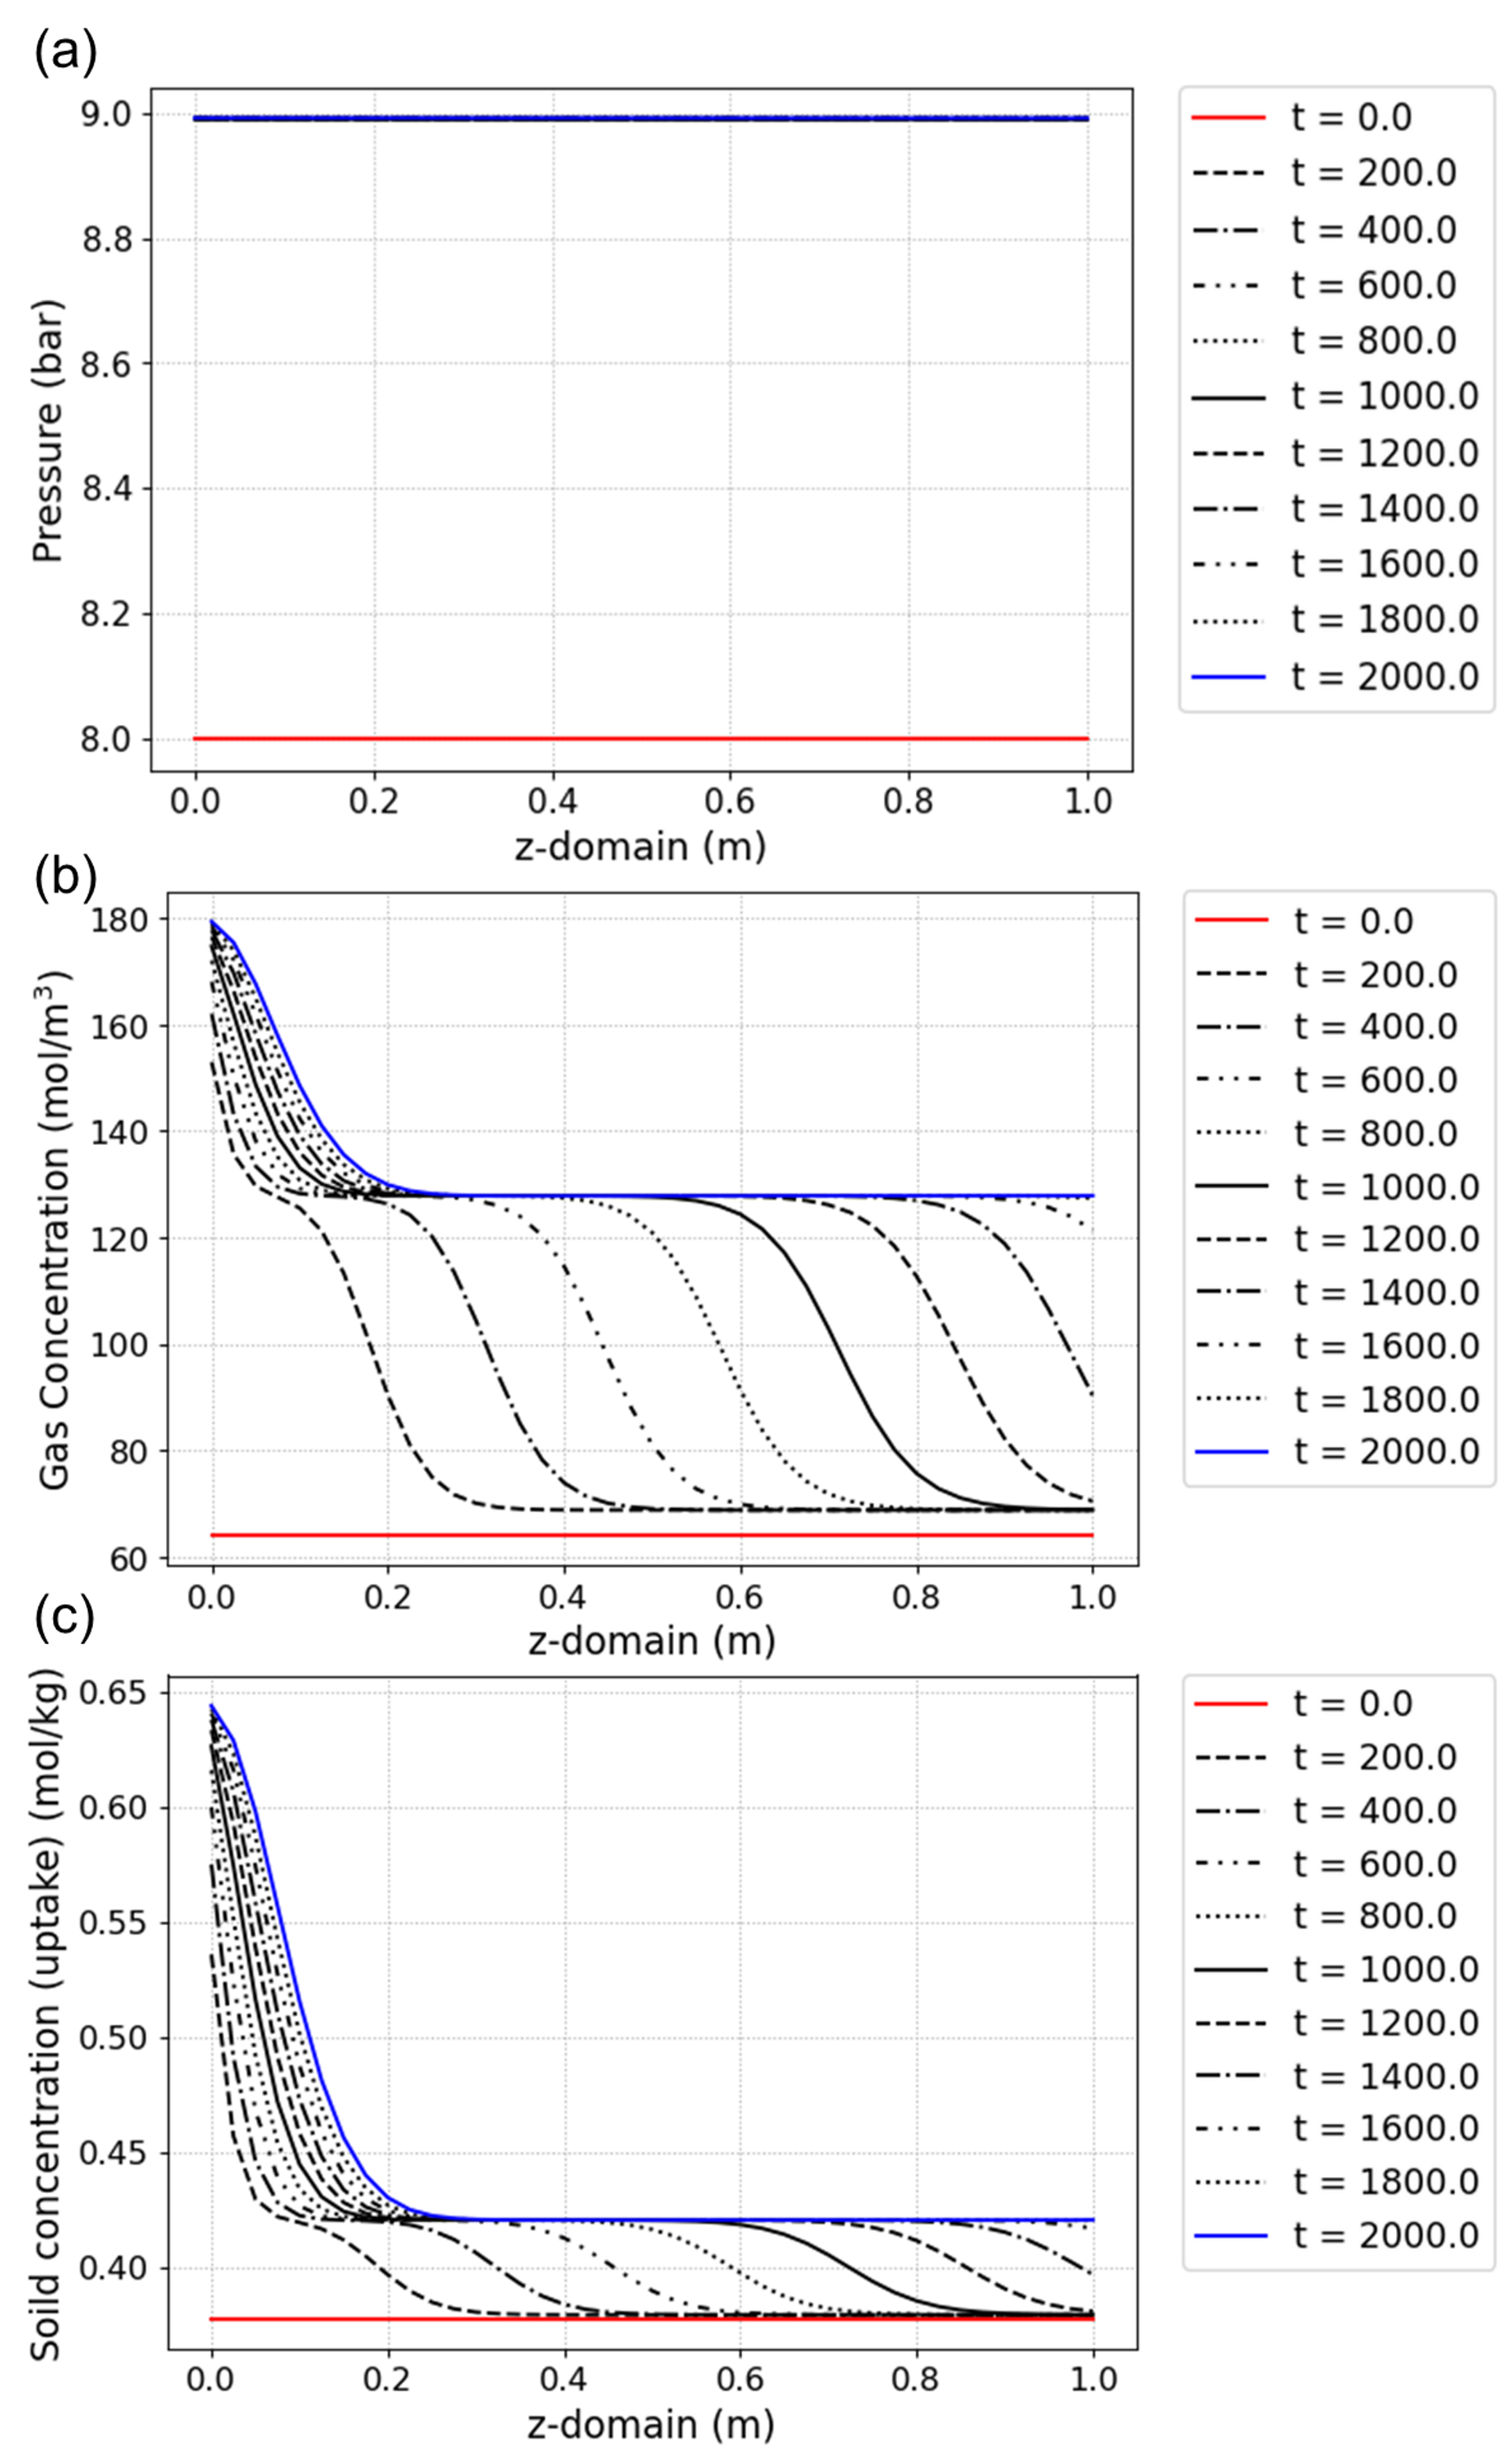 (a)
Pressure (bar)
9.0
8.8
8.6
8.4
8.2
8.0
0.0 0.2 0.4 0.6 0.8 1.0
z-domain (m)
t = 0.0
t = 200.0
t = 400.0
t = 600.0
t = 800.0
t = 1000.0
t = 1200.0
t = 1400.0
t = 1600.0
t = 1800.0
t = 2000.0
(b)
Gas Concentration (mol/m³)
180
160
140
120
100
80
60
0.0 0.2 0.4 0.6 0.8 1.0
z-domain (m)
t = 0.0
t = 200.0
t = 400.0
t = 600.0
t = 800.0
t = 1000.0
t = 1200.0
t = 1400.0
t = 1600.0
t = 1800.0
t = 2000.0
(c)
Soild concentration (uptake) (mol/kg)
0.65
0.60
0.55
0.50
0.45
0.40
0.0 0.2 0.4 0.6 0.8 1.0
z-domain (m)
t = 0.0
t = 200.0
t = 400.0
t = 600.0
t = 800.0
t = 1000.0
t = 1200.0
t = 1400.0
t = 1600.0
t = 1800.0
t = 2000.0